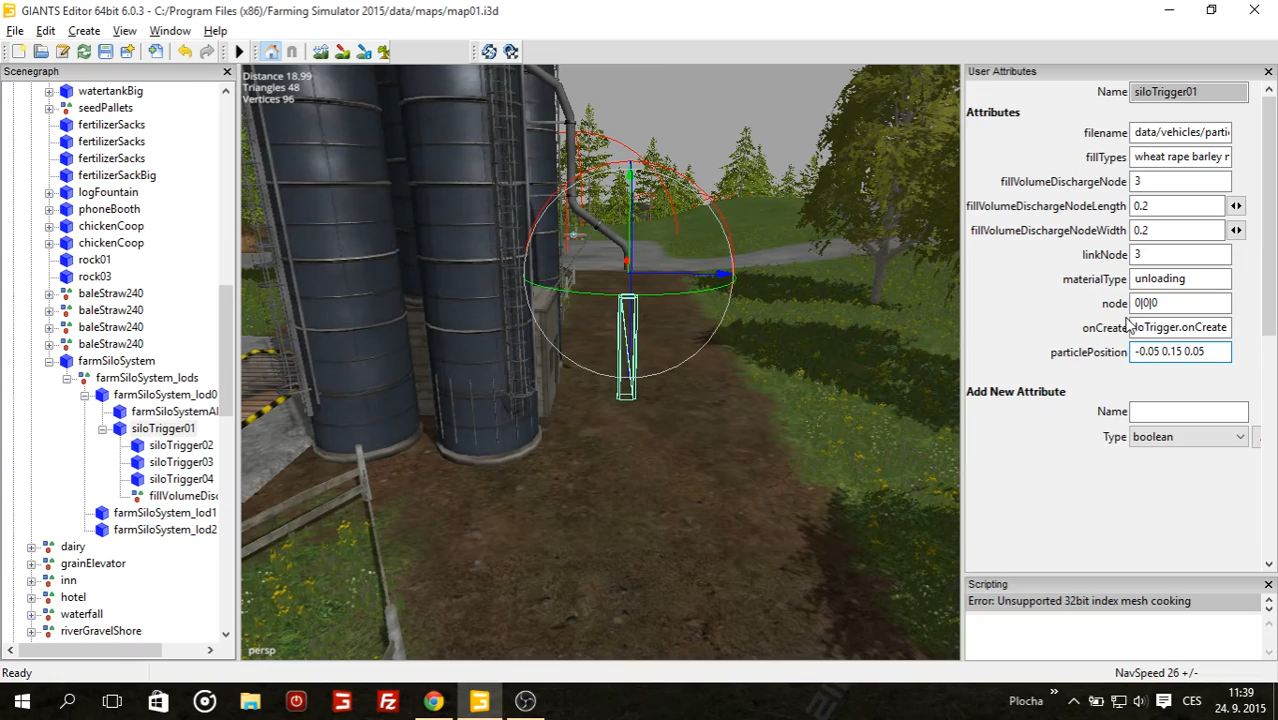 GIANTS Editor 64bit 6.0.3 - C:/Program Files (x86)/Farming Simulator 2015/data/maps/map01.i3d
File Edit Create View Window Help
Scenegraph
watertankBig
seedPallets
fertilizerSacks
fertilizerSacks
fertilizerSacks
fertilizerSackBig
logFountain
phoneBooth
chickenCoop
chickenCoop
rock01
rock03
baleStraw240
baleStraw240
baleStraw240
baleStraw240
farmSiloSystem
farmSiloSystem_lods
farmSiloSystem_lod0
farmSiloSystemAl
siloTrigger01
siloTrigger02
siloTrigger03
siloTrigger04
fillVolumeDisc
farmSiloSystem_lod1
farmSiloSystem_lod2
dairy
grainElevator
inn
hotel
waterfall
riverGravelShore
Distance 18.99
Triangles 48
Vertices 96
persp
User Attributes
Name siloTrigger01
Attributes
filename data/vehicles/parti
fillTypes wheat rape barley
fillVolumeDischargeNode 3
fillVolumeDischargeNodeLength 0.2
fillVolumeDischargeNodeWidth 0.2
linkNode 3
materialType unloading
node 0|0|0
onCreate loTrigger.onCreate
particlePosition -0.05 0.15 0.05
Add New Attribute
Name
Type boolean
Scripting
Error: Unsupported 32bit index mesh cooking
Ready
NavSpeed 26 +/-
Plocha
CES
11:39
24. 9. 2015